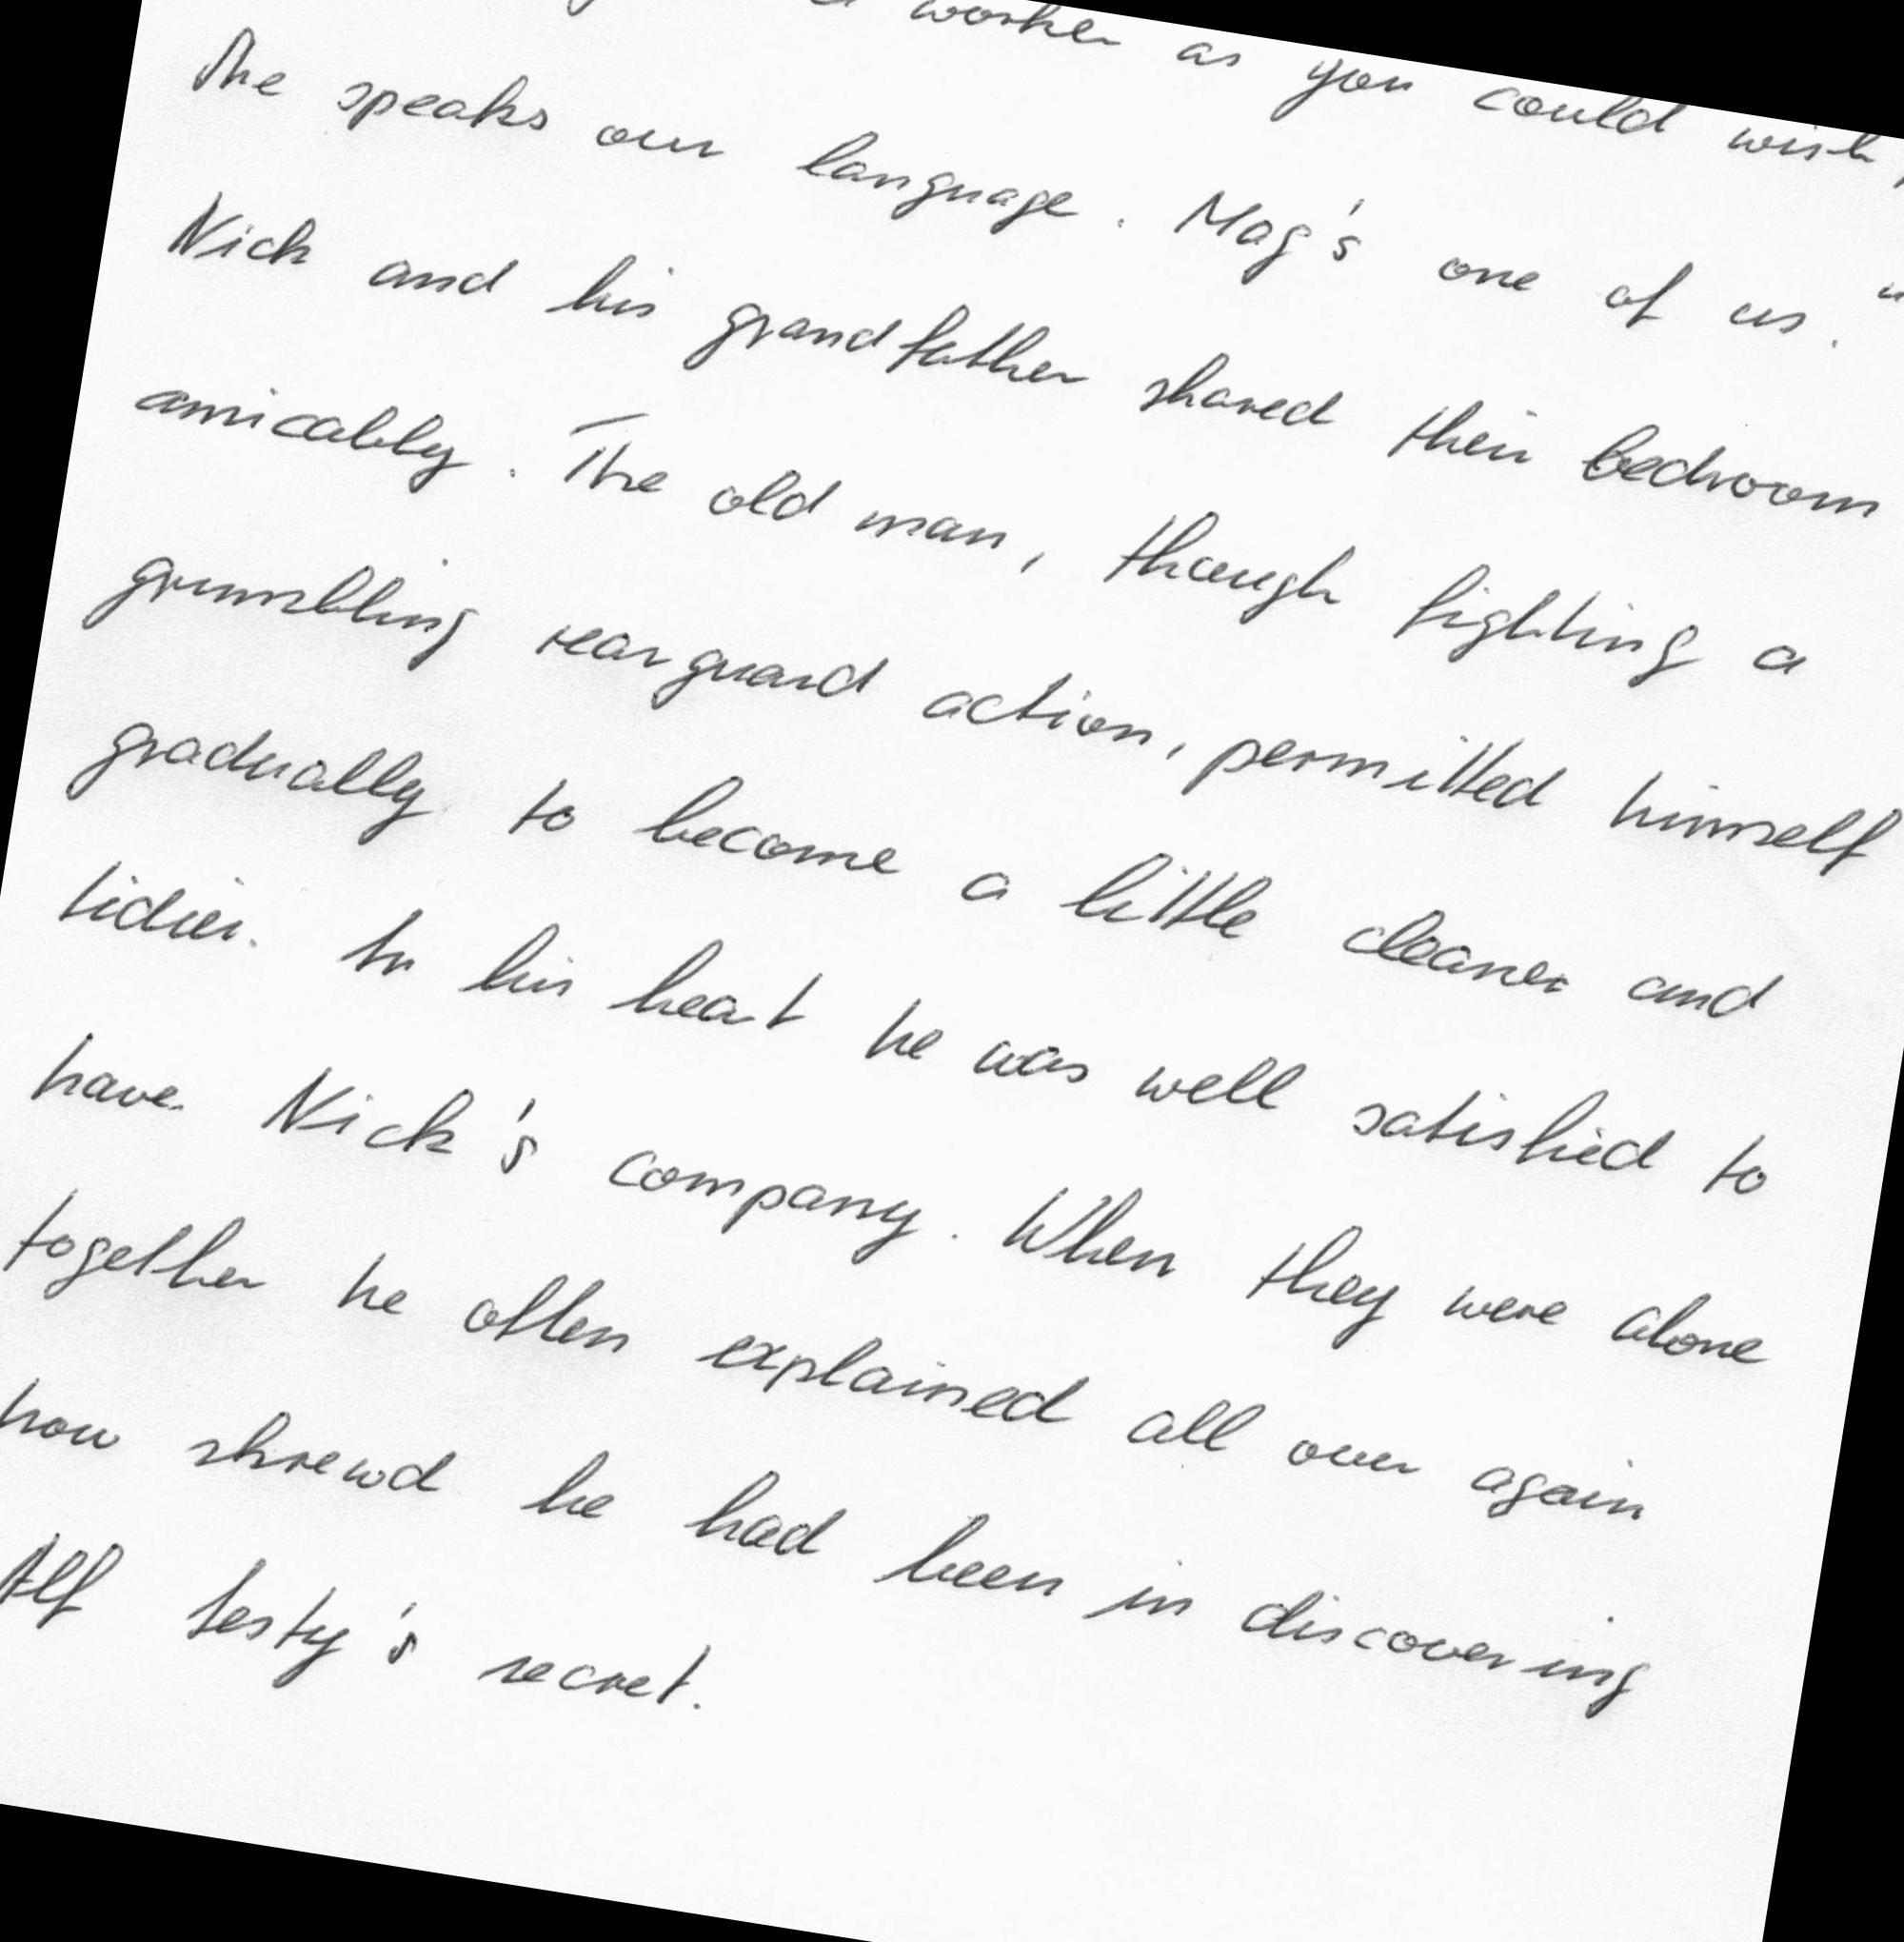 worker as you could wish,
She speaks our language. Mag's one of us."
Nick and his grandfather shared their bedroom
amicably. The old man, though fighting a
grumbling rearguard action, permitted himself
gradually to become a little cleaner and
tidier. In his heart he was well satisfied to
have Nick's company. When they were alone
together he often explained all over again
how shrewd he had been in discovering
Alf Testy's secret.